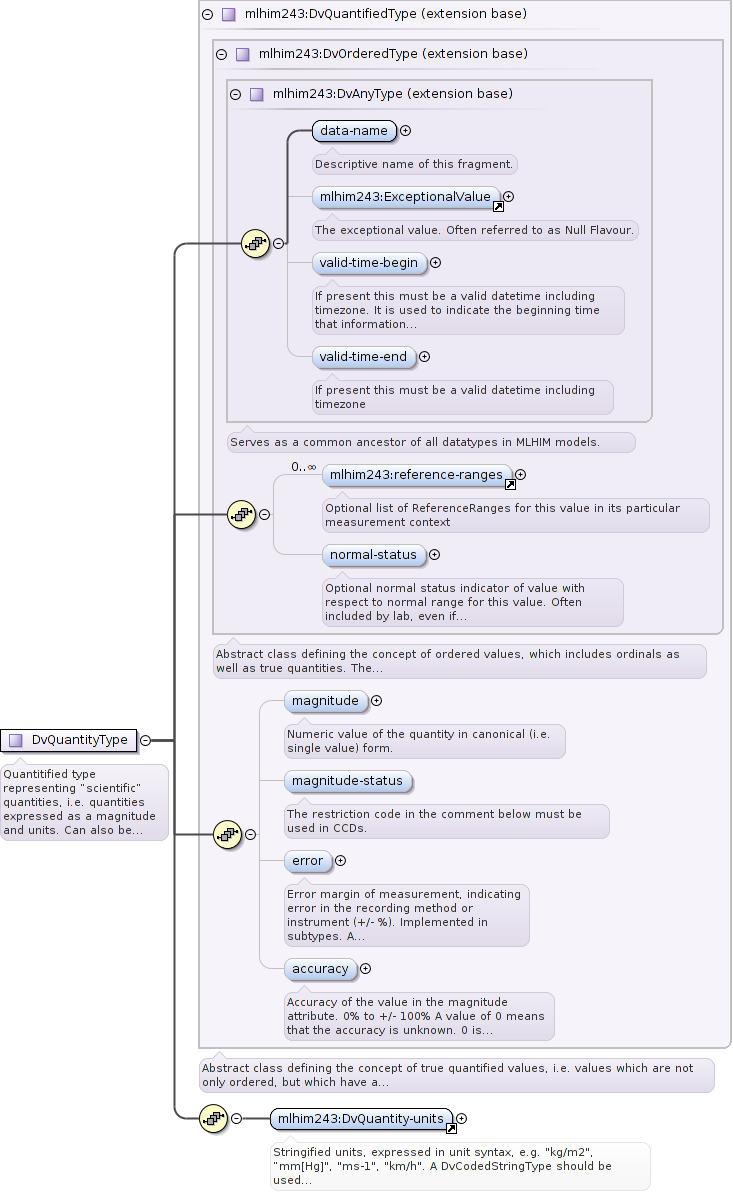 mlhim243:DvQuantifiedType (extension base)
mlhim243:DvOrderedType (extension base)
mlhim243:DvAnyType (extension base)
data-name
Descriptive name of this fragment.
mlhim243:ExceptionalValue
The exceptional value. Often referred to as Null Flavour.
valid-time-begin
If present this must be a valid datetime including
timezone. It is used to indicate the beginning time
that information...
valid-time-end
If present this must be a valid datetime including
timezone
Serves as a common ancestor of all datatypes in MLHIM models.
0..∞
mlhim243:reference-ranges
Optional list of ReferenceRanges for this value in its particular
measurement context
normal-status
Optional normal status indicator of value with
respect to normal range for this value. Often
included by lab, even if...
Abstract class defining the concept of ordered values, which includes ordinals as
well as true quantities. The...
magnitude
Numeric value of the quantity in canonical (i.e.
single value) form.
DvQuantityType
Quantitified type
representing "scientific"
quantities, i.e. quantities
expressed as a magnitude
and units. Can also be...
magnitude-status
The restriction code in the comment below must be
used in CCDs.
error
Error margin of measurement, indicating
error in the recording method or
instrument (+/- %). Implemented in
subtypes. A...
accuracy
Accuracy of the value in the magnitude
attribute. 0% to +/- 100% A value of 0 means
that the accuracy is unknown. 0 is...
Abstract class defining the concept of true quantified values, i.e. values which are not
only ordered, but which have a...
mlhim243:DvQuantity-units
Stringified units, expressed in unit syntax, e.g. "kg/m2",
"mm[Hg]", "ms-1", "km/h". A DvCodedStringType should be
used...